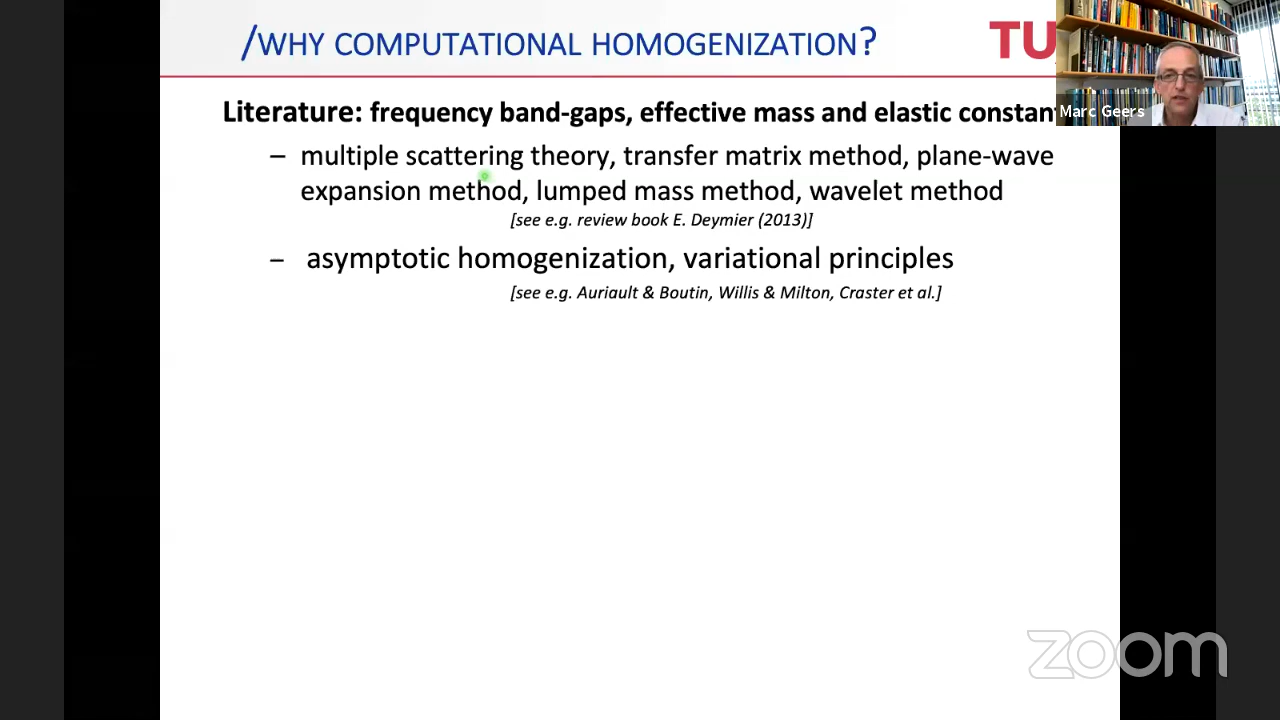 /WHY COMPUTATIONAL HOMOGENIZATION?
TU
Marc Geers
Literature: frequency band-gaps, effective mass and elastic constant
– multiple scattering theory, transfer matrix method, plane-wave
expansion method, lumped mass method, wavelet method
[see e.g. review book E. Deymier (2013)]
– asymptotic homogenization, variational principles
[see e.g. Auriault & Boutin, Willis & Milton, Craster et al.]
zoom